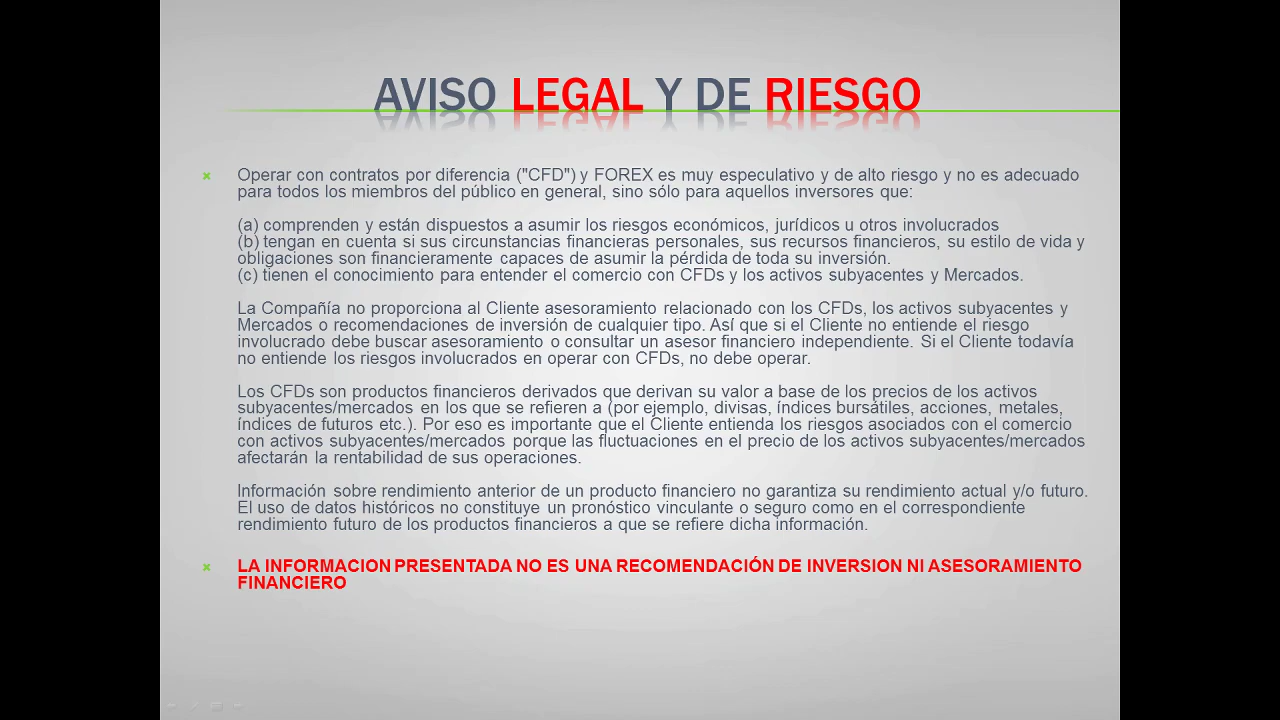 AVISO LEGAL Y DE RIESGO
Operar con contratos por diferencia ("CFD") y FOREX es muy especulativo y de alto riesgo y no es adecuado
para todos los miembros del público en general, sino sólo para aquellos inversores que:
(a) comprenden y están dispuestos a asumir los riesgos económicos, jurídicos u otros involucrados
(b) tengan en cuenta si sus circunstancias financieras personales, sus recursos financieros, su estilo de vida y
obligaciones son financieramente capaces de asumir la pérdida de toda su inversión.
(c) tienen el conocimiento para entender el comercio con CFDs y los activos subyacentes y Mercados.
La Compañía no proporciona al Cliente asesoramiento relacionado con los CFDs, los activos subyacentes y
Mercados o recomendaciones de inversión de cualquier tipo. Así que si el Cliente no entiende el riesgo
involucrado debe buscar asesoramiento o consultar un asesor financiero independiente. Si el Cliente todavía
no entiende los riesgos involucrados en operar con CFDs, no debe operar.
Los CFDs son productos financieros derivados que derivan su valor a base de los precios de los activos
subyacentes/mercados en los que se refieren a (por ejemplo, divisas, índices bursátiles, acciones, metales,
índices de futuros etc.). Por eso es importante que el Cliente entienda los riesgos asociados con el comercio
con activos subyacentes/mercados porque las fluctuaciones en el precio de los activos subyacentes/mercados
afectarán la rentabilidad de sus operaciones.
Información sobre rendimiento anterior de un producto financiero no garantiza su rendimiento actual y/o futuro.
El uso de datos históricos no constituye un pronóstico vinculante o seguro como en el correspondiente
rendimiento futuro de los productos financieros a que se refiere dicha información.
LA INFORMACION PRESENTADA NO ES UNA RECOMENDACIÓN DE INVERSION NI ASESORAMIENTO
FINANCIERO